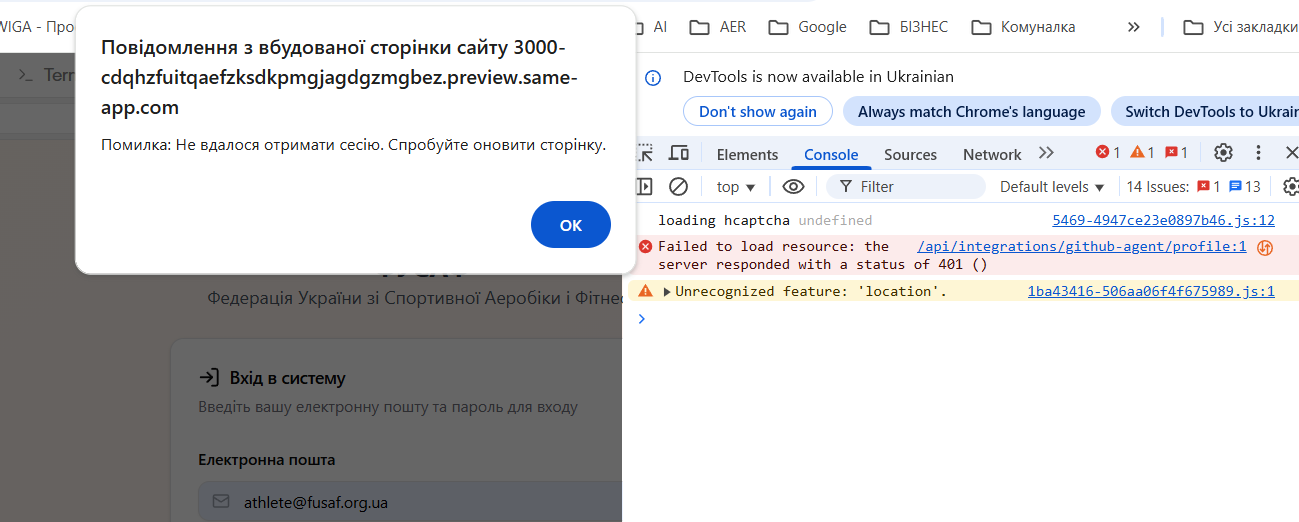 WIGA - Про
AI
AER
Google
БІЗНЕС
Комуналка
Усі закладки
Повідомлення з вбудованої сторінки сайту 3000-
cdqhzfuitqaefzksdkpmgjagdgzmgbez.preview.same-
app.com
Помилка: Не вдалося отримати сесію. Спробуйте оновити сторінку.
OK
Федерація України зі Спортивної Аеробіки і Фітнес
Вхід в систему
Введіть вашу електронну пошту та пароль для входу
Електронна пошта
athlete@fusaf.org.ua
DevTools is now available in Ukrainian
Don't show again
Always match Chrome's language
Switch DevTools to Ukrain
Elements
Console
Sources
Network
1
1
1
top
Filter
Default levels
14 Issues:
1
13
loading hcaptcha undefined
5469-4947ce23e0897b46.js:12
Failed to load resource: the
/api/integrations/github-agent/profile:1
server responded with a status of 401 ()
Unrecognized feature: 'location'.
1ba43416-506aa06f4f675989.js:1